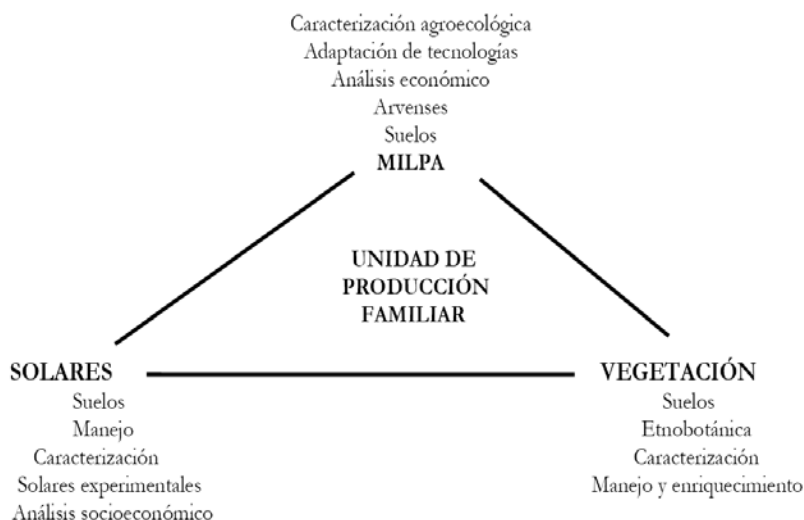 Caracterización agroecológica
Adaptación de tecnologías
Análisis económico
Arvenses
Suelos
MILPA
UNIDAD DE
PRODUCCIÓN
FAMILIAR
SOLARES
Suelos
Manejo
Caracterización
Solares experimentales
Análisis socioeconómico
VEGETACIÓN
Suelos
Etnobotánica
Caracterización
Manejo y enriquecimiento